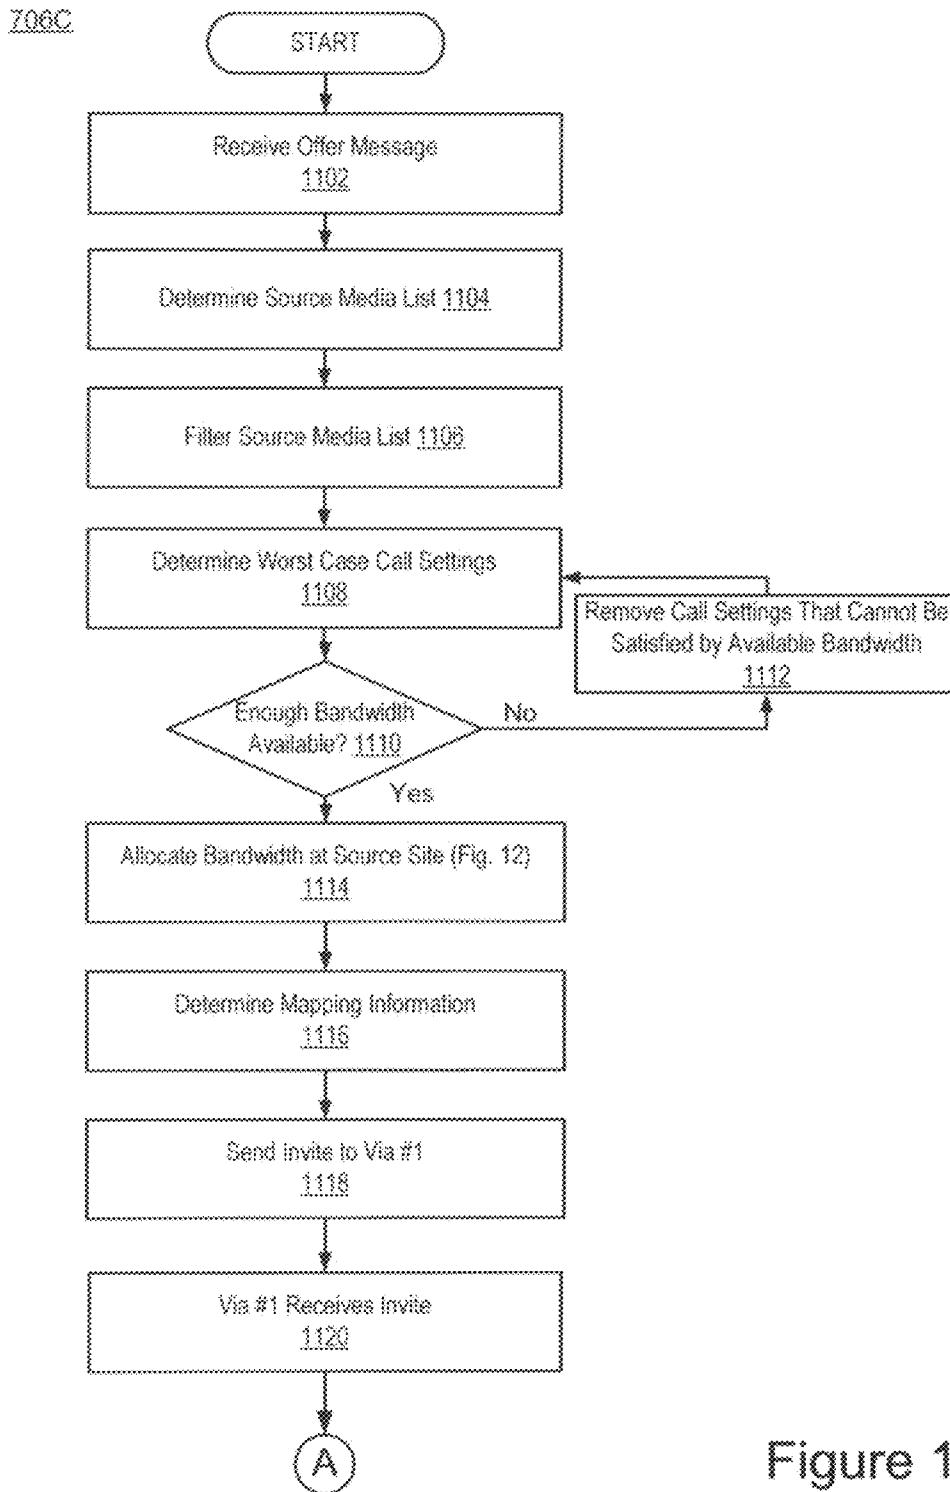 706C
START
Receive Offer Message
1102
Determine Source Media List 1104
Filter Source Media List 1106
Determine Worst Case Call Settings
1108
Remove Call Settings That Cannot Be
Satisfied by Available Bandwidth
1112
Enough Bandwidth
Available? 1110
No
Yes
Allocate Bandwidth at Source Site (Fig. 12)
1114
Determine Mapping Information
1116
Send Invite to Via #1
1118
Via #1 Receives Invite
1120
A
Figure 1